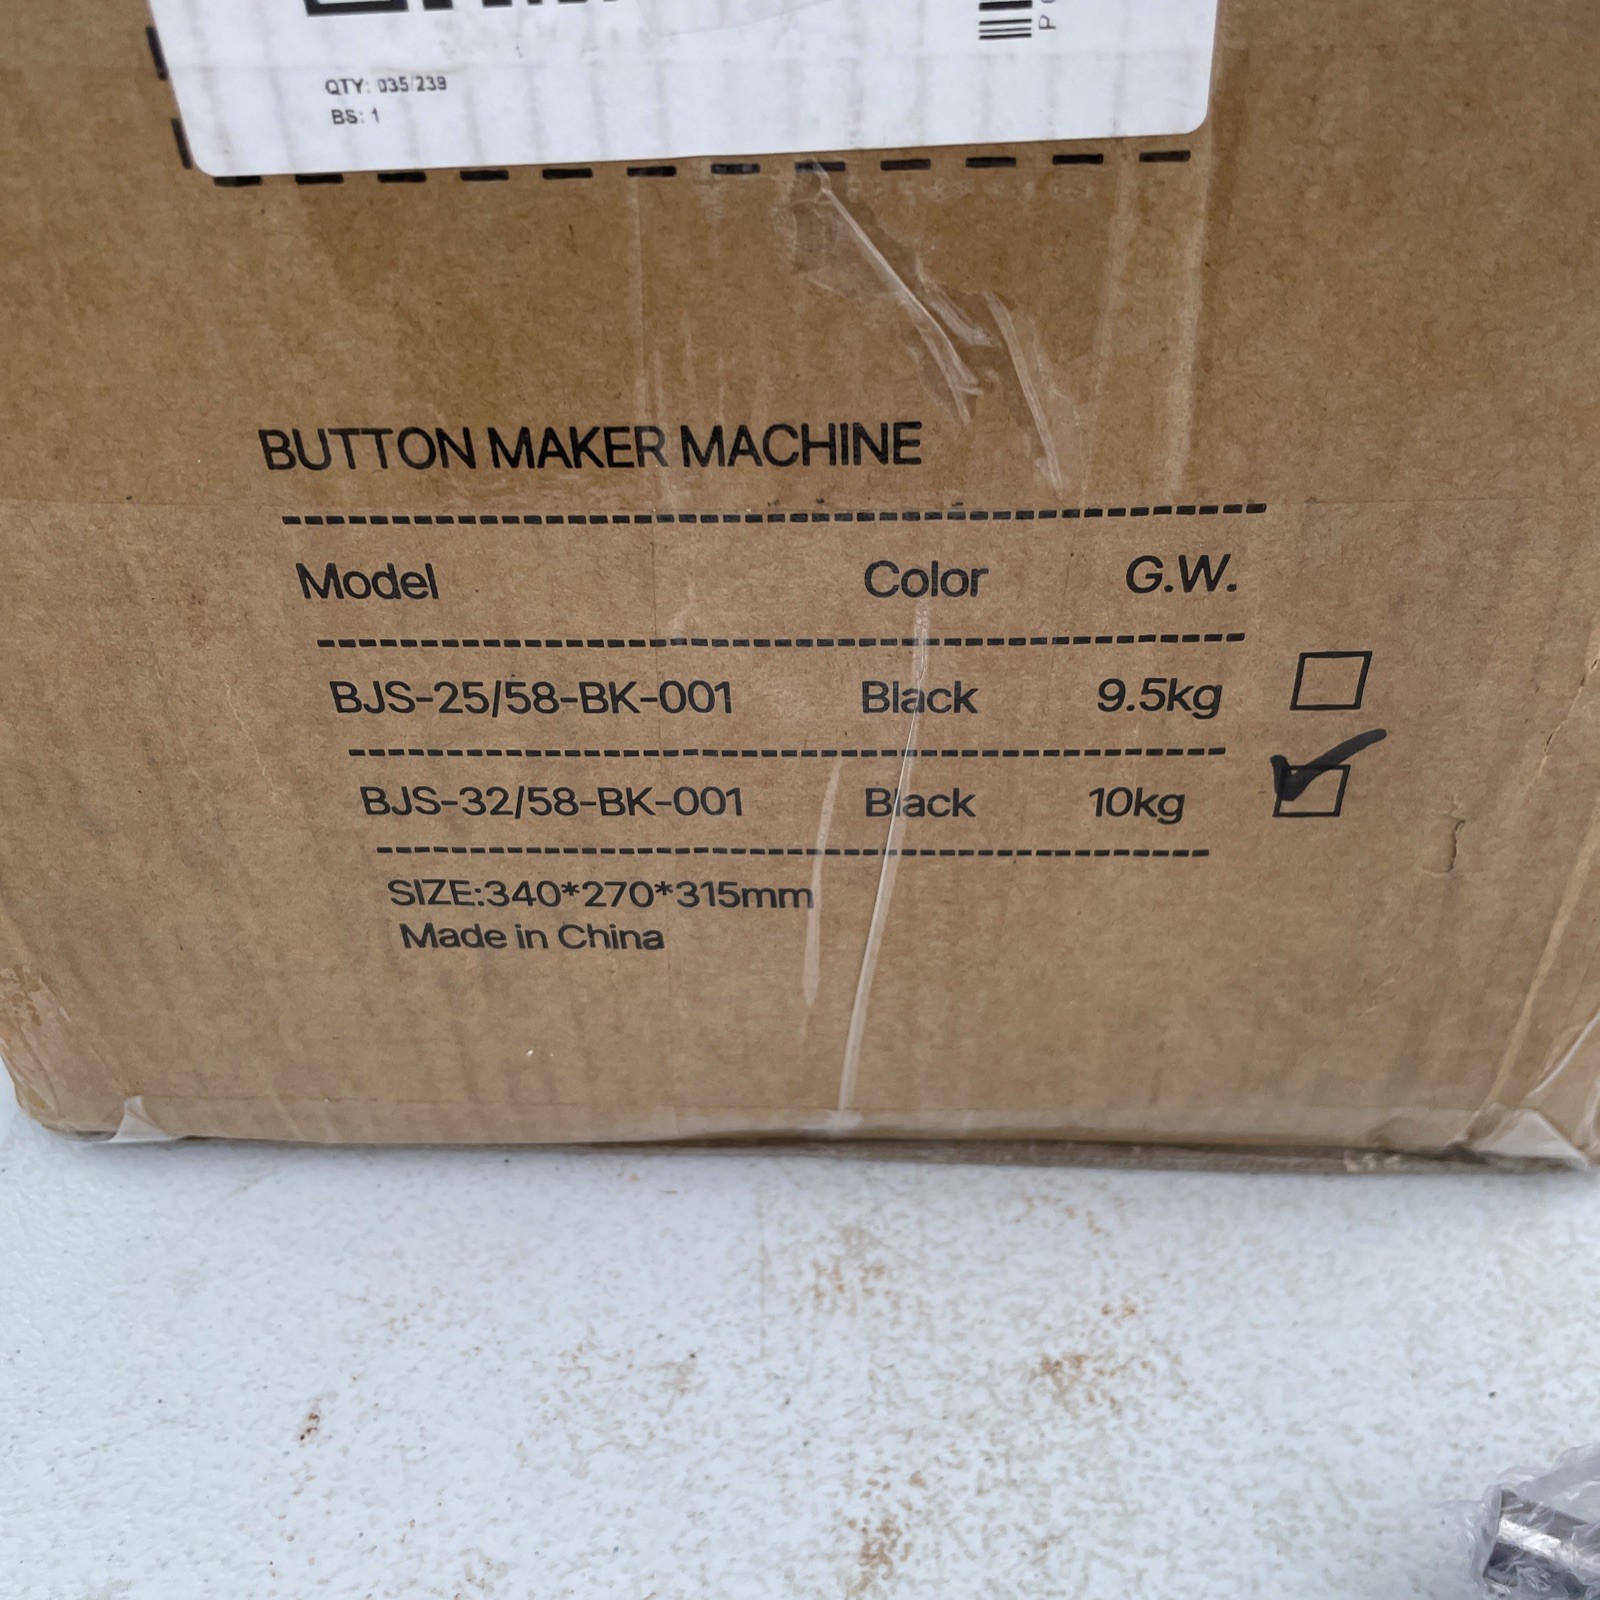 QTY: 035/239
BS: 1
BUTTON MAKER MACHINE
Model Color G.W.
BJS-25/58-BK-001 Black 9.5kg
BJS-32/58-BK-001 Black 10kg
SIZE:340*270*315mm
Made in China